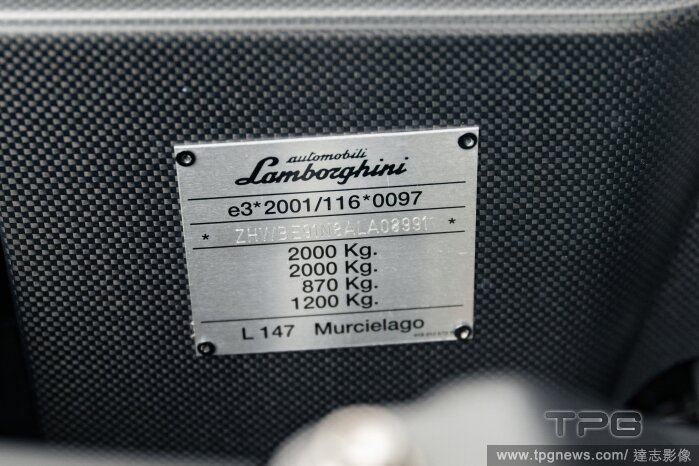 automobili
Lamborghini
e3*2001/116*0097
* *
2000 Kg.
2000 Kg.
870 Kg.
1200 Kg.
L 147 Murcielago
TPG
www.tpgnews.com/ 達志影像